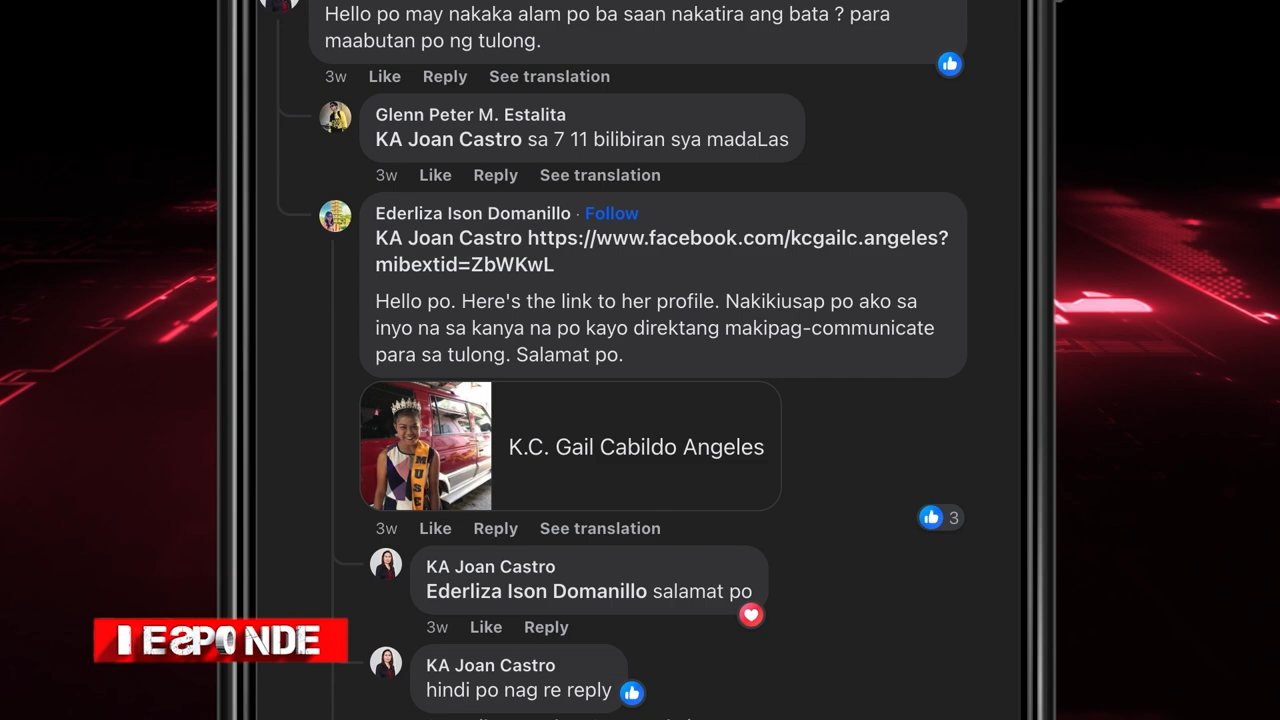 Hello po may nakaka alam po ba saan nakatira ang bata ? para
maabutan po ng tulong.
3w Like Reply See translation
Glenn Peter M. Estalita
KA Joan Castro sa 7 11 bilibiran sya madaLas
3w Like Reply See translation
Ederliza Ison Domanillo · Follow
KA Joan Castro https://www.facebook.com/kcgailc.angeles?
mibextid=ZbWKwL
Hello po. Here's the link to her profile. Nakikiusap po ako sa
inyo na sa kanya na po kayo direktang makipag-communicate
para sa tulong. Salamat po.
MUSE
K.C. Gail Cabildo Angeles
3w Like Reply See translation
3
KA Joan Castro
Ederliza Ison Domanillo salamat po
3w Like Reply
KA Joan Castro
hindi po nag re reply